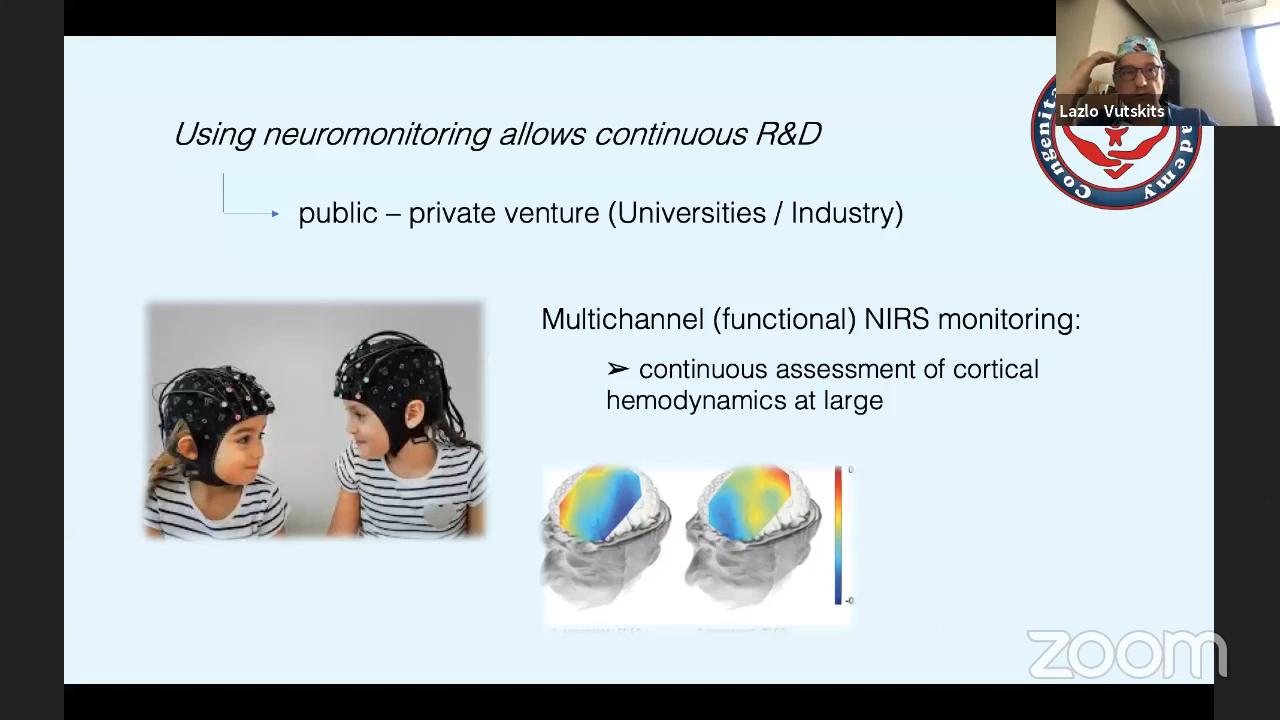 Lazlo Vutskits
Using neuromonitoring allows continuous R&D
public – private venture (Universities / Industry)
Multichannel (functional) NIRS monitoring:
➢ continuous assessment of cortical
hemodynamics at large
zoom